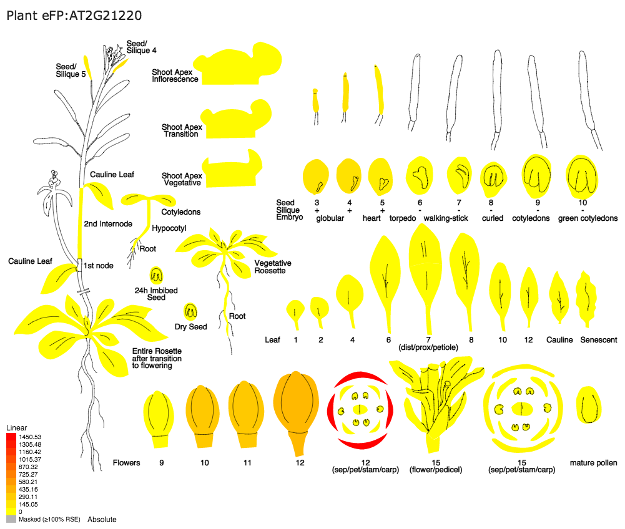 Plant eFP:AT2G21220
Seed/
Silique 4
Seed/
Silique 5
Shoot Apex
Inflorescence
Shoot Apex
Transition
Shoot Apex
Vegetative
Cauline Leaf
2nd Internode
Cotyledons
Hypocotyl
Root
Cauline Leaf
1st node
24h Imbibed
Seed
Dry Seed
Vegetative
Roesette
Root
Entire Rosette
after transition
to flowering
Seed 3 4 5 6 7 8 9 10
Silique + + + - - - - -
Embryo globular heart torpedo walking-stick curled cotyledons green cotyledons
Leaf 1 2 4 6 7 8 10 12 Cauline Senescent
(dist/prox/petiole)
Flowers 9 10 11 12 12 15 15 mature pollen
(sep/pet/stam/carp) (flower/pedicel) (sep/pet/stam/carp)
Linear
1450.53
1305.48
1160.42
1015.37
870.32
725.27
580.21
435.16
290.11
145.05
0
Masked (≥100% RSE) Absolute